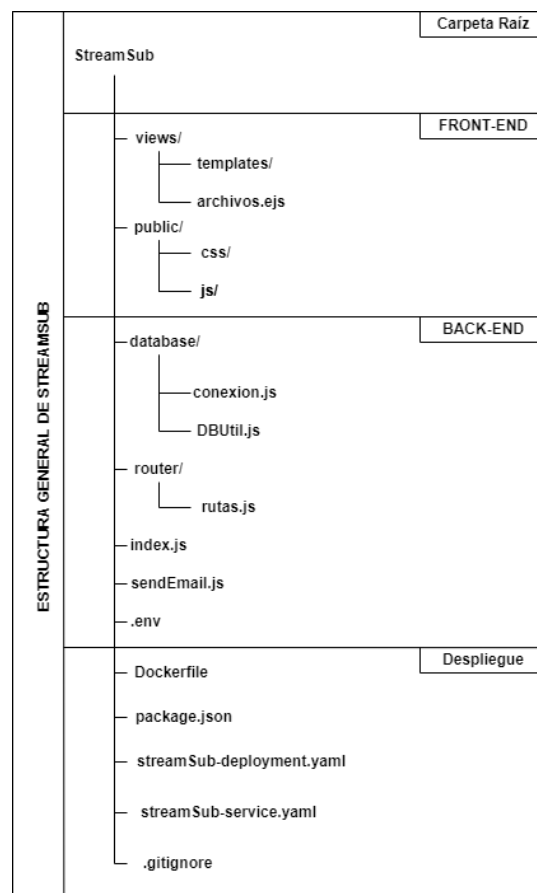 ESTRUCTURA GENERAL DE STREAMSUB
Carpeta Raíz
StreamSub
FRONT-END
views/
templates/
archivos.ejs
public/
css/
js/
BACK-END
database/
conexion.js
DBUtil.js
router/
rutas.js
index.js
sendEmail.js
.env
Despliegue
Dockerfile
package.json
streamSub-deployment.yaml
streamSub-service.yaml
.gitignore